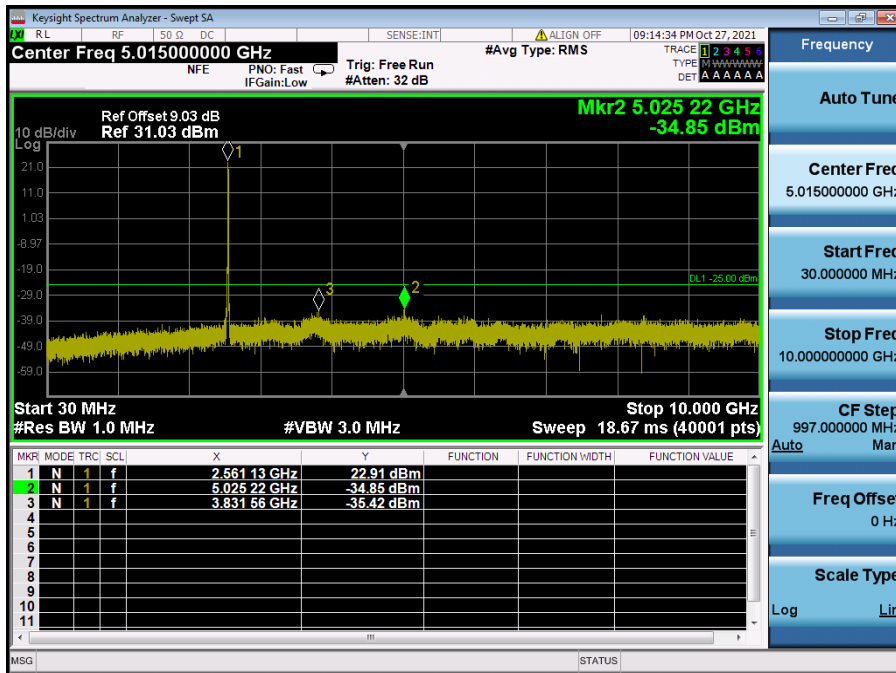 Keysight Spectrum Analyzer - Swept SA
LXI RL RF 50 Ω DC SENSE:INT ALIGN OFF 09:14:34 PM Oct 27, 2021
Center Freq 5.015000000 GHz
NFE
PNO: Fast
IFGain:Low
Trig: Free Run
#Atten: 32 dB
#Avg Type: RMS
TRACE 1 2 3 4 5 6
TYPE M W W W W W
DET A A A A A A
Ref Offset 9.03 dB
10 dB/div Ref 31.03 dBm
Log
Mkr2 5.025 22 GHz
-34.85 dBm
1
21.0
11.0
1.03
-8.97
-19.0
DL1 -25.00 dBm
-29.0
3
2
-39.0
-49.0
-59.0
Start 30 MHz Stop 10.000 GHz
#Res BW 1.0 MHz #VBW 3.0 MHz Sweep 18.67 ms (40001 pts)
MKR MODE TRC SCL X Y FUNCTION FUNCTION WIDTH FUNCTION VALUE
1 N 1 f 2.561 13 GHz 22.91 dBm
2 N 1 f 5.025 22 GHz -34.85 dBm
3 N 1 f 3.831 56 GHz -35.42 dBm
4
5
6
7
8
9
10
11
MSG STATUS
Frequency
Auto Tune
Center Freq
5.015000000 GHz
Start Freq
30.000000 MHz
Stop Freq
10.000000000 GHz
CF Step
997.000000 MHz
Auto Man
Freq Offset
0 Hz
Scale Type
Log Lin